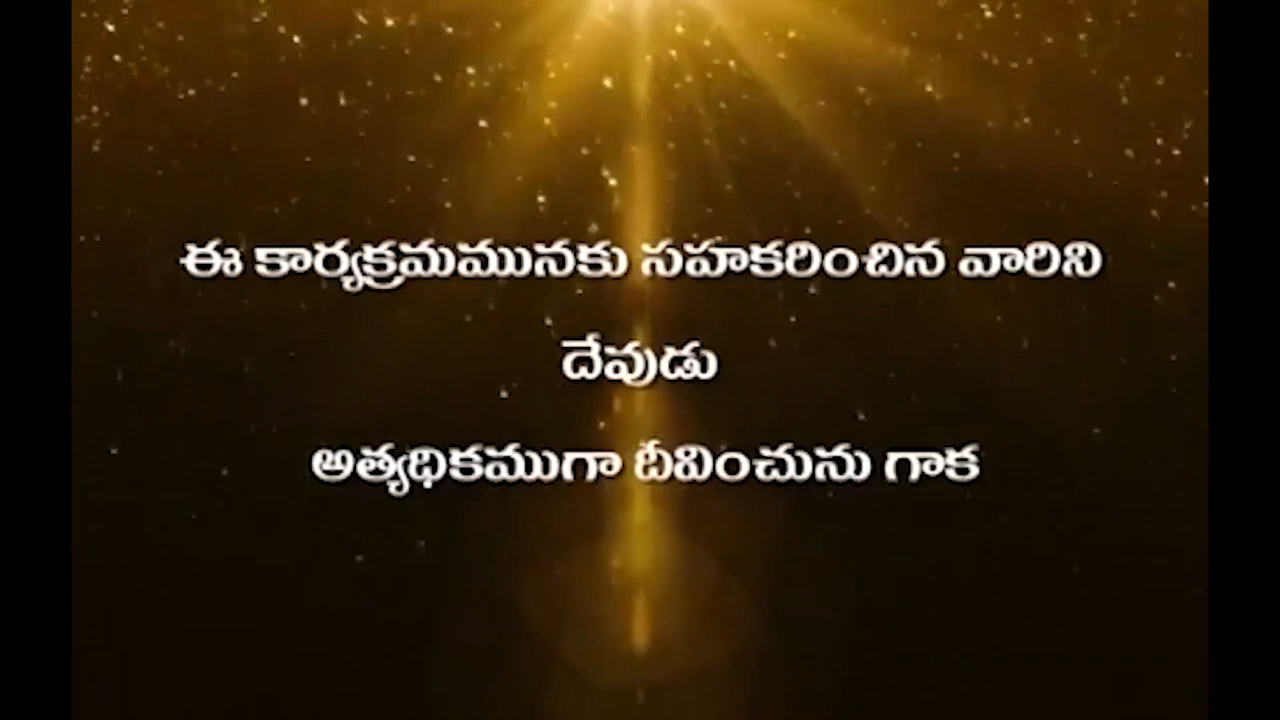 ఈ కార్యక్రమమునకు సహకరించిన వారిని
దేవుడు
అత్యధికముగా దీవించును గాక